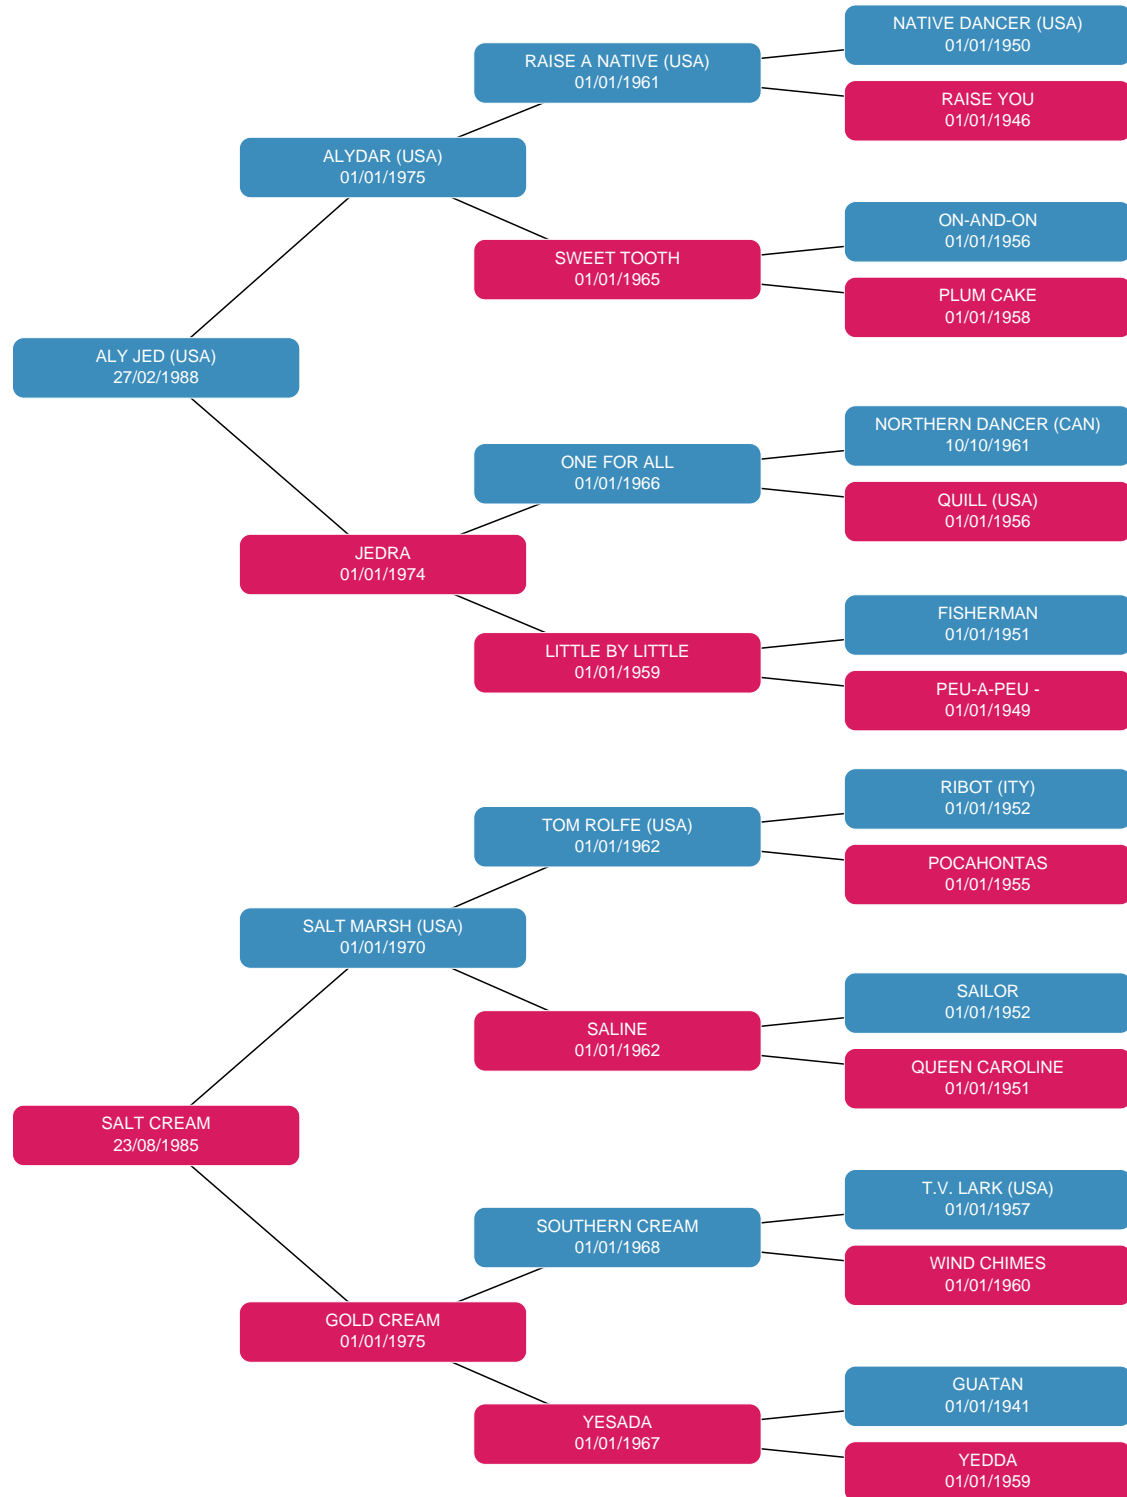 NATIVE DANCER (USA)
01/01/1950
RAISE A NATIVE (USA)
01/01/1961
RAISE YOU
01/01/1946
ALYDAR (USA)
01/01/1975
ON-AND-ON
01/01/1956
SWEET TOOTH
01/01/1965
PLUM CAKE
01/01/1958
ALY JED (USA)
27/02/1988
NORTHERN DANCER (CAN)
10/10/1961
ONE FOR ALL
01/01/1966
QUILL (USA)
01/01/1956
JEDRA
01/01/1974
FISHERMAN
01/01/1951
LITTLE BY LITTLE
01/01/1959
PEU-A-PEU -
01/01/1949
RIBOT (ITY)
01/01/1952
TOM ROLFE (USA)
01/01/1962
POCAHONTAS
01/01/1955
SALT MARSH (USA)
01/01/1970
SAILOR
01/01/1952
SALINE
01/01/1962
QUEEN CAROLINE
01/01/1951
SALT CREAM
23/08/1985
T.V. LARK (USA)
01/01/1957
SOUTHERN CREAM
01/01/1968
WIND CHIMES
01/01/1960
GOLD CREAM
01/01/1975
GUATAN
01/01/1941
YESADA
01/01/1967
YEDDA
01/01/1959